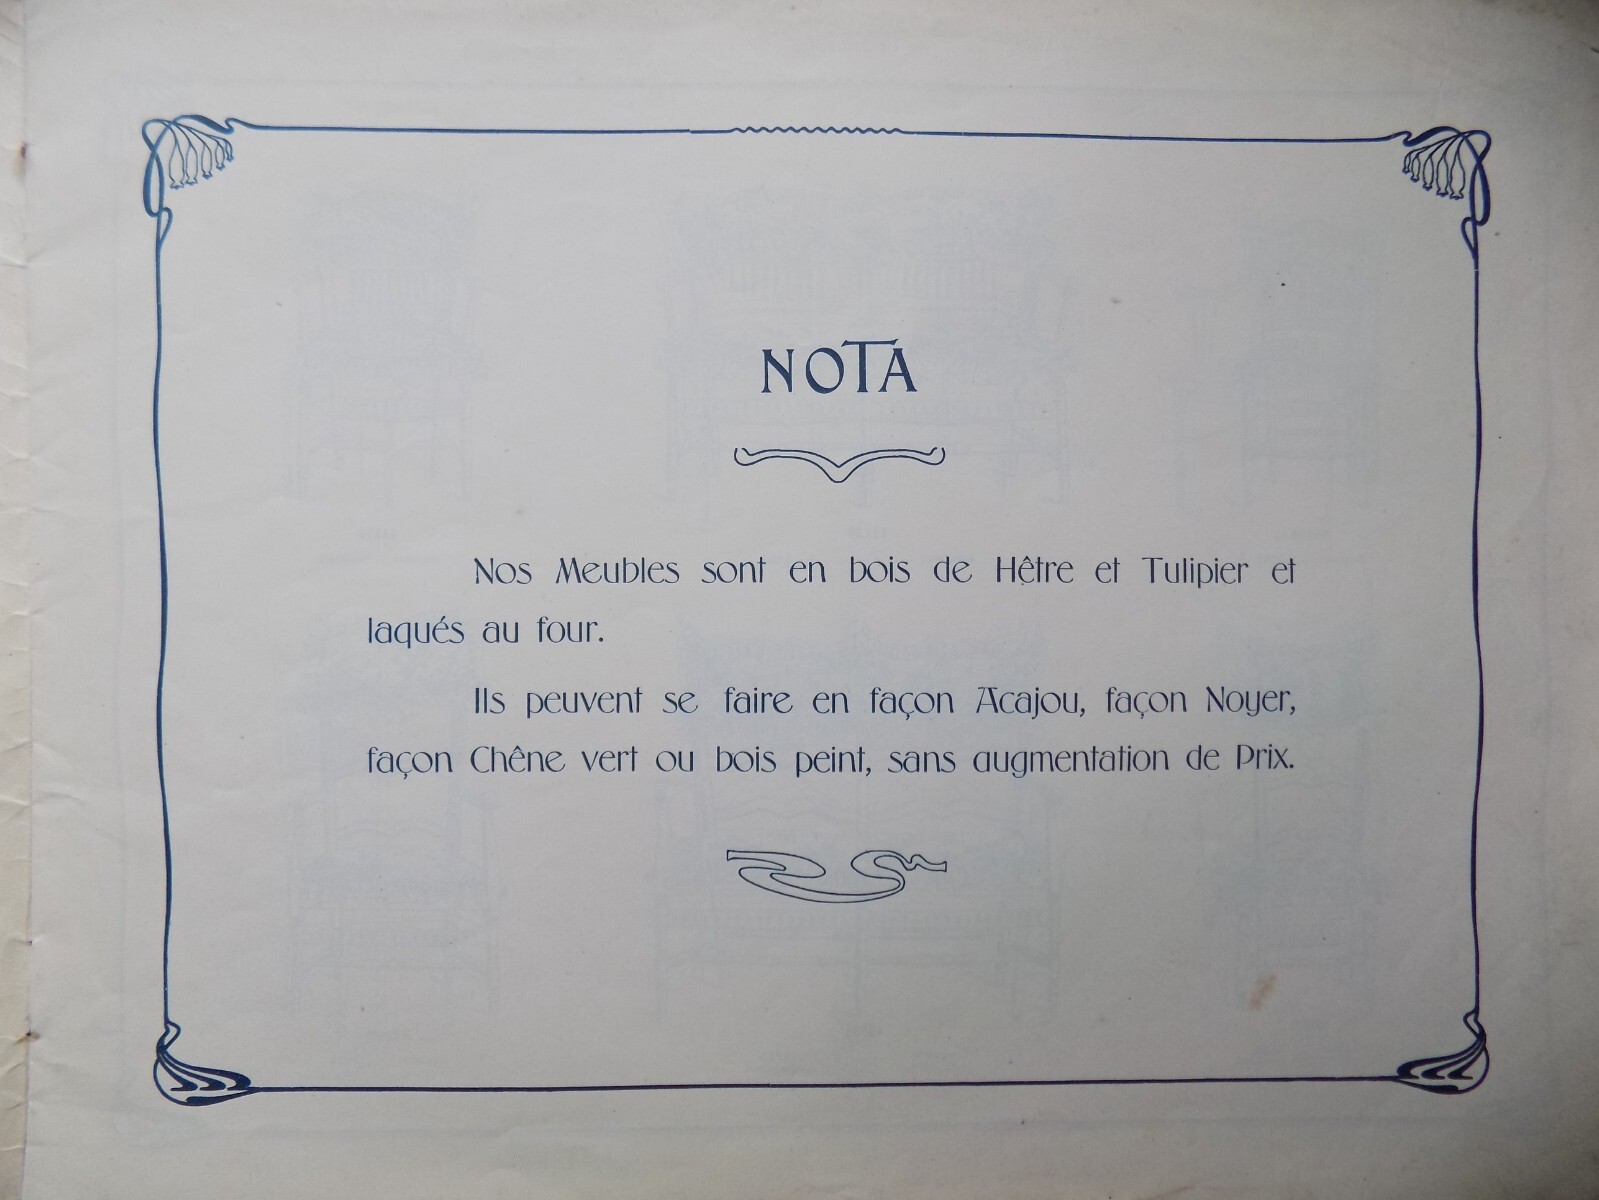 NOTA
Nos Meubles sont en bois de Hêtre et Tulipier et
laqués au four.
Ils peuvent se faire en façon Acajou, façon Noyer,
façon Chêne vert ou bois peint, sans augmentation de Prix.